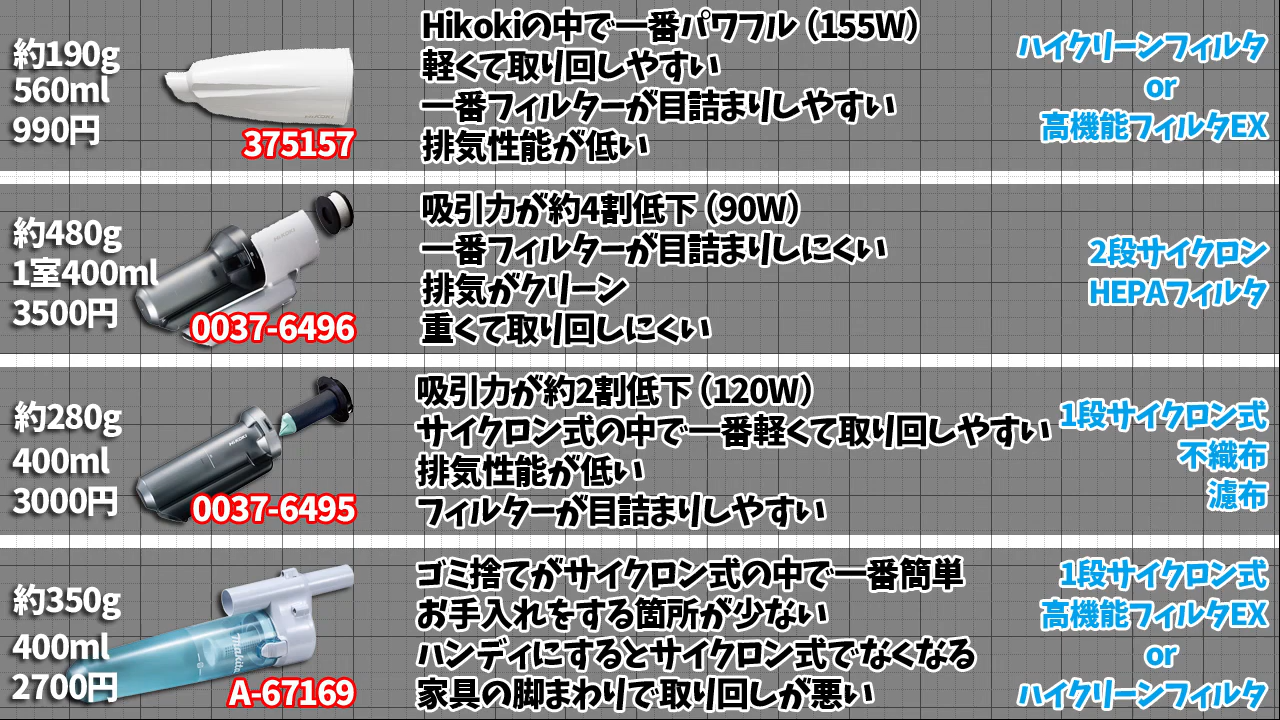 約190g
560ml
990円
HiKOKI
375157
Hikokiの中で一番パワフル（155W）
軽くて取り回しやすい
一番フィルターが目詰まりしやすい
排気性能が低い
ハイクリーンフィルタ
or
高機能フィルタEX
約480g
1室400ml
3500円
HiKOKI
0037-6496
吸引力が約4割低下（90W）
一番フィルターが目詰まりしにくい
排気がクリーン
重くて取り回しにくい
2段サイクロン
HEPAフィルタ
約280g
400ml
3000円
HiKOKI
0037-6495
吸引力が約2割低下（120W）
サイクロン式の中で一番軽くて取り回しやすい
排気性能が低い
フィルターが目詰まりしやすい
1段サイクロン式
不織布
濾布
約350g
400ml
2700円
makita
A-67169
ゴミ捨てがサイクロン式の中で一番簡単
お手入れをする箇所が少ない
ハンディにするとサイクロン式でなくなる
家具の脚まわりで取り回しが悪い
1段サイクロン式
高機能フィルタEX
or
ハイクリーンフィルタ